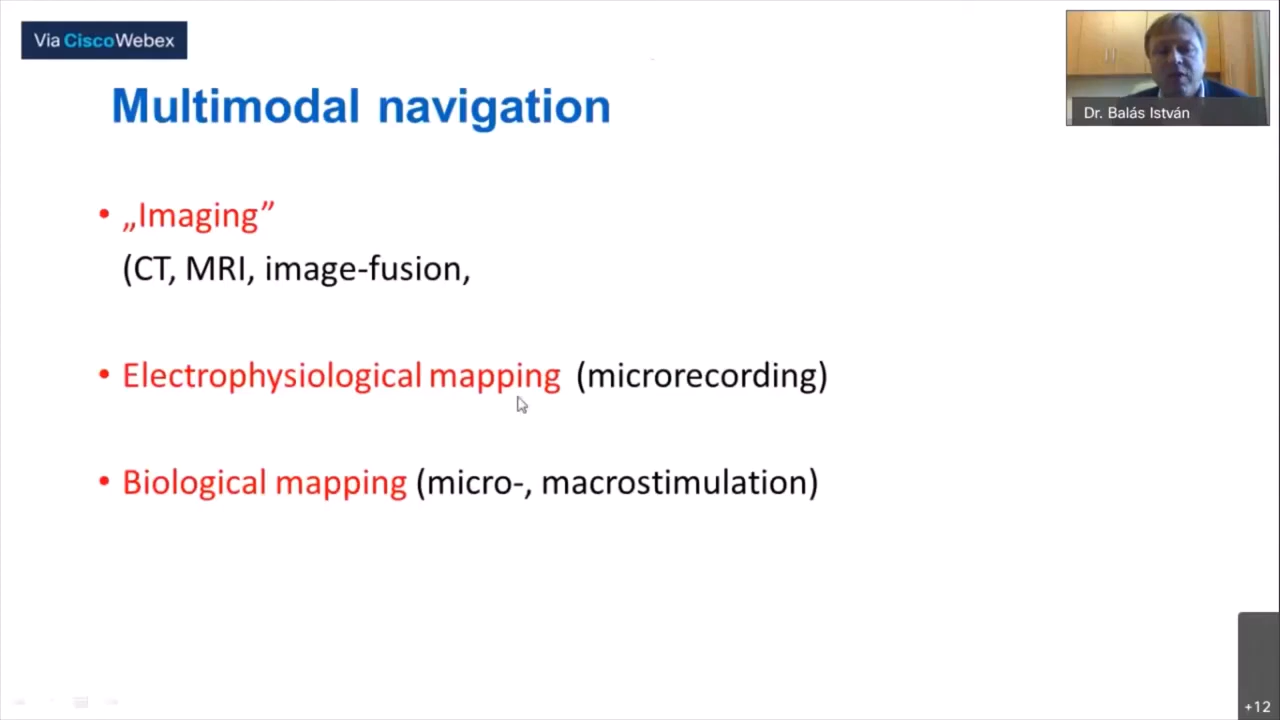 Via CiscoWebex
Dr. Balás István
Multimodal navigation
• „Imaging”
(CT, MRI, image-fusion,
• Electrophysiological mapping (microrecording)
• Biological mapping (micro-, macrostimulation)
+12